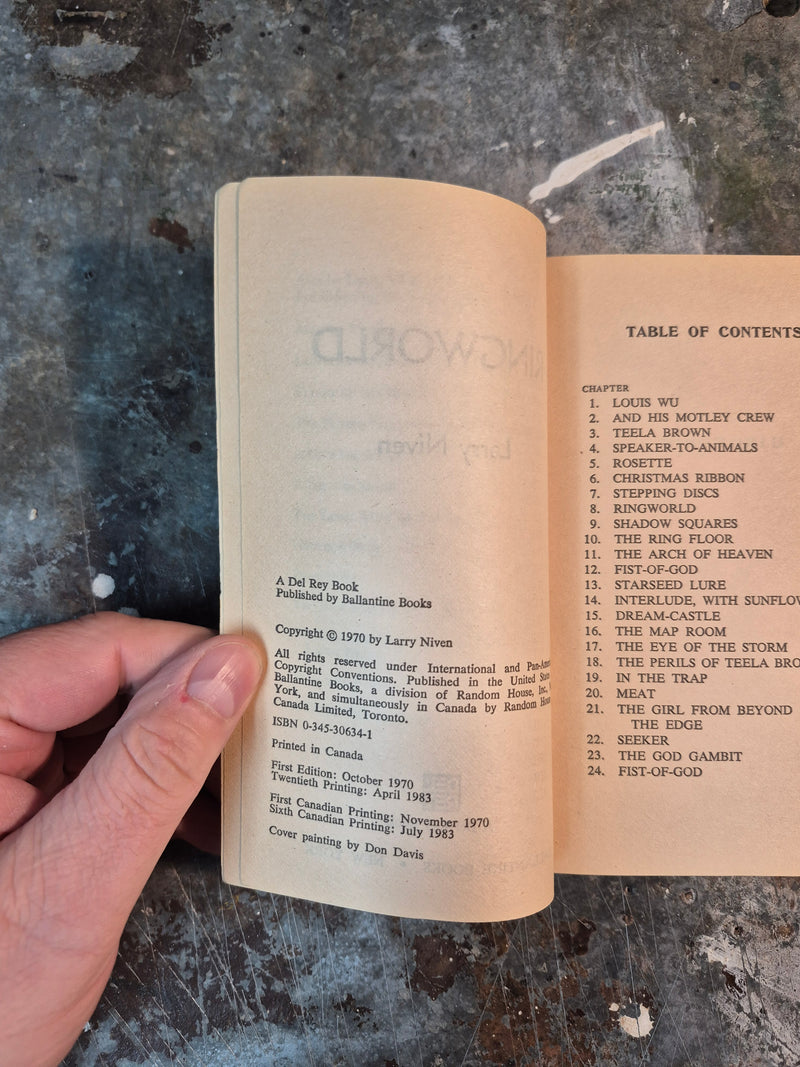 RINGWORLD
Larry Niven
A Del Rey Book
Published by Ballantine Books
Copyright © 1970 by Larry Niven
All rights reserved under International and Pan-Ame
Copyright Conventions. Published in the United State
Ballantine Books, a division of Random House, Inc.,
York, and simultaneously in Canada by Random Hous
Canada Limited, Toronto.
ISBN 0-345-30634-1
Printed in Canada
First Edition: October 1970
Twentieth Printing: April 1983
First Canadian Printing: November 1970
Sixth Canadian Printing: July 1983
Cover painting by Don Davis
TABLE OF CONTENTS
CHAPTER
1. LOUIS WU
2. AND HIS MOTLEY CREW
3. TEELA BROWN
4. SPEAKER-TO-ANIMALS
5. ROSETTE
6. CHRISTMAS RIBBON
7. STEPPING DISCS
8. RINGWORLD
9. SHADOW SQUARES
10. THE RING FLOOR
11. THE ARCH OF HEAVEN
12. FIST-OF-GOD
13. STARSEED LURE
14. INTERLUDE, WITH SUNFLOW
15. DREAM-CASTLE
16. THE MAP ROOM
17. THE EYE OF THE STORM
18. THE PERILS OF TEELA BRO
19. IN THE TRAP
20. MEAT
21. THE GIRL FROM BEYOND
THE EDGE
22. SEEKER
23. THE GOD GAMBIT
24. FIST-OF-GOD